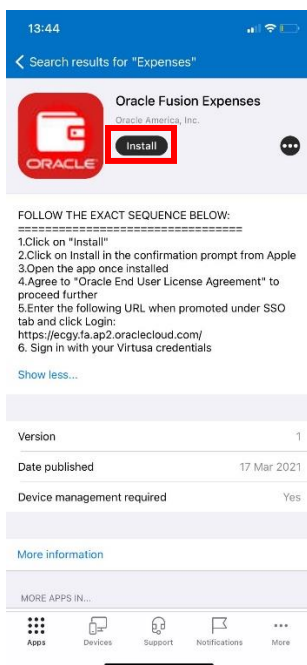 13:44
Search results for "Expenses"
Oracle Fusion Expenses
Oracle America, Inc.
Install
ORACLE
FOLLOW THE EXACT SEQUENCE BELOW:
==================================
1.Click on "Install"
2.Click on Install in the confirmation prompt from Apple
3.Open the app once installed
4.Agree to "Oracle End User License Agreement" to
proceed further
5.Enter the following URL when promoted under SSO
tab and click Login:
https://ecgy.fa.ap2.oraclecloud.com/
6. Sign in with your Virtusa credentials
Show less...
Version 1
Date published 17 Mar 2021
Device management required Yes
More information
MORE APPS IN...
Apps Devices Support Notifications More